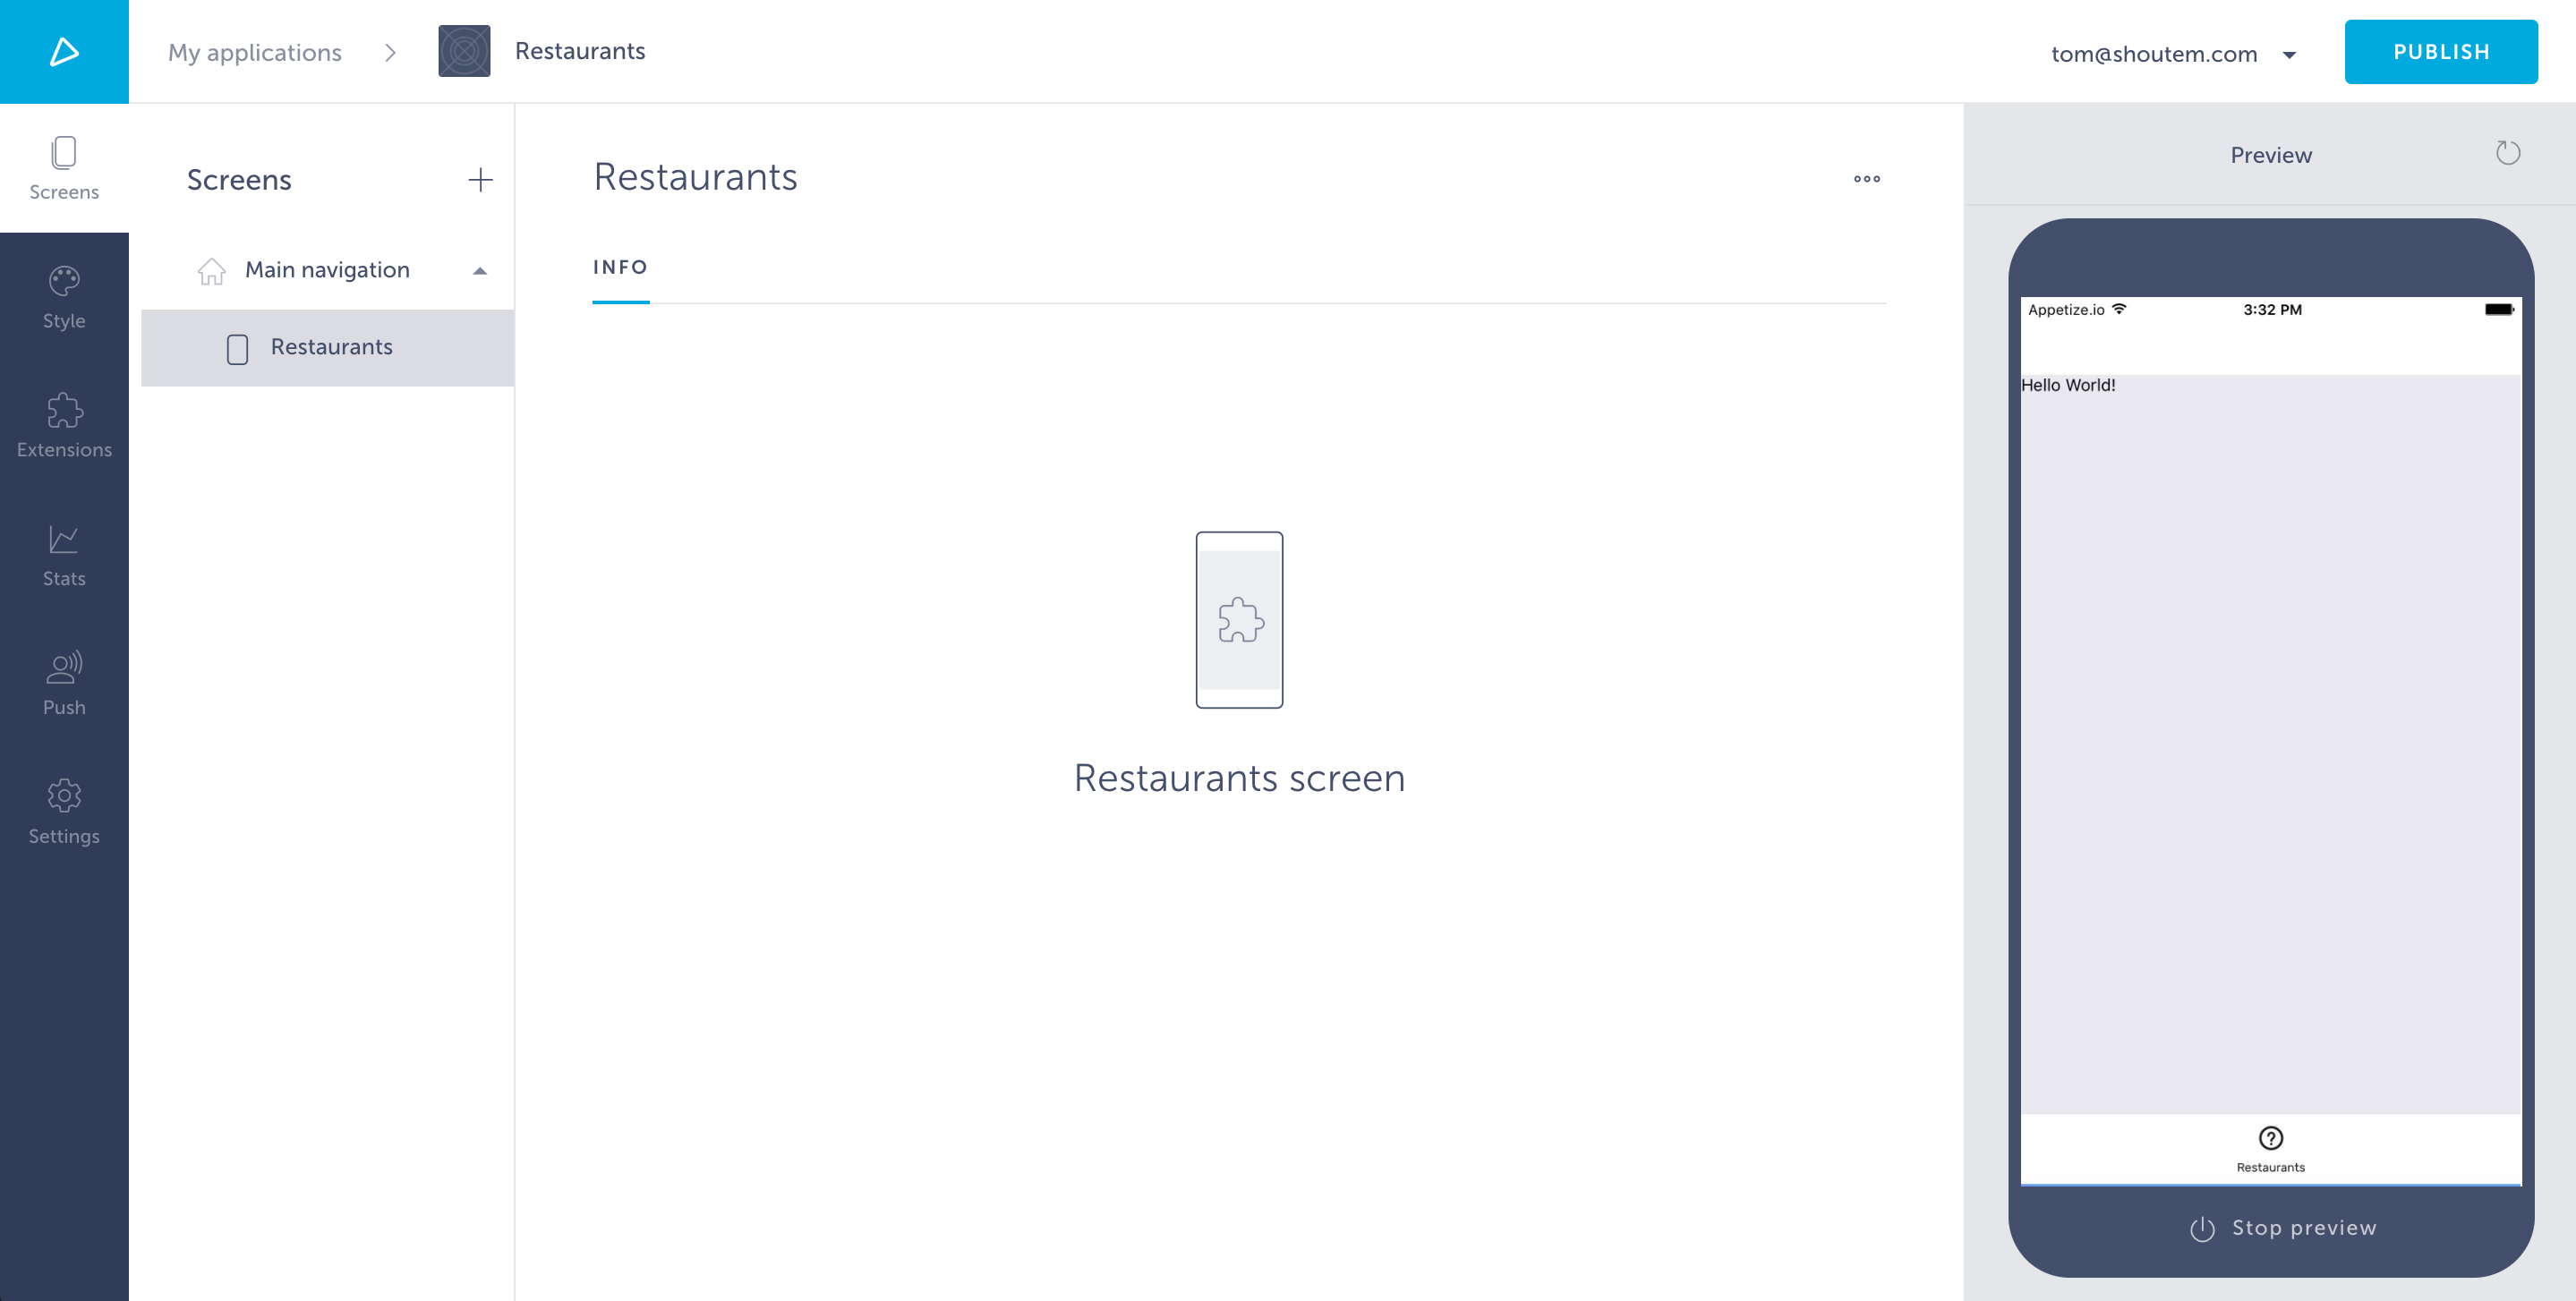 My applications
Restaurants
tom@shoutem.com
PUBLISH
Screens
Style
Extensions
Stats
Push
Settings
Screens
Main navigation
Restaurants
Restaurants
INFO
Restaurants screen
Preview
Appetize.io 3:32 PM
Hello World!
Restaurants
Stop preview